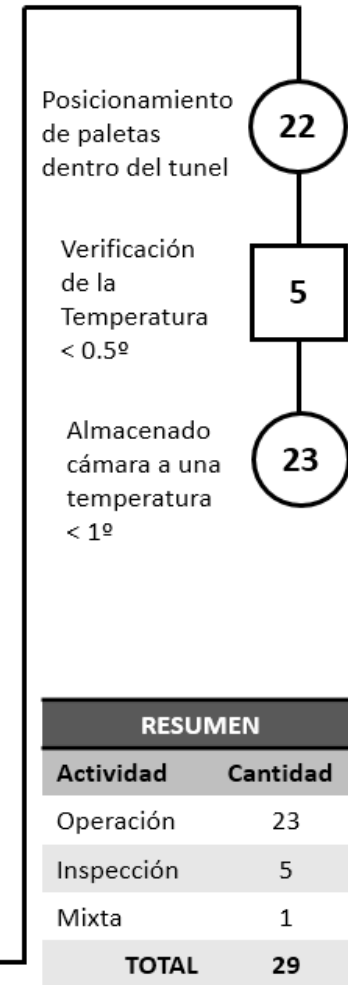 Posicionamiento
de paletas
dentro del tunel
22
Verificación
de la
Temperatura
< 0.5º
5
Almacenado
cámara a una
temperatura
< 1º
23
RESUMEN
Actividad Cantidad
Operación 23
Inspección 5
Mixta 1
TOTAL 29